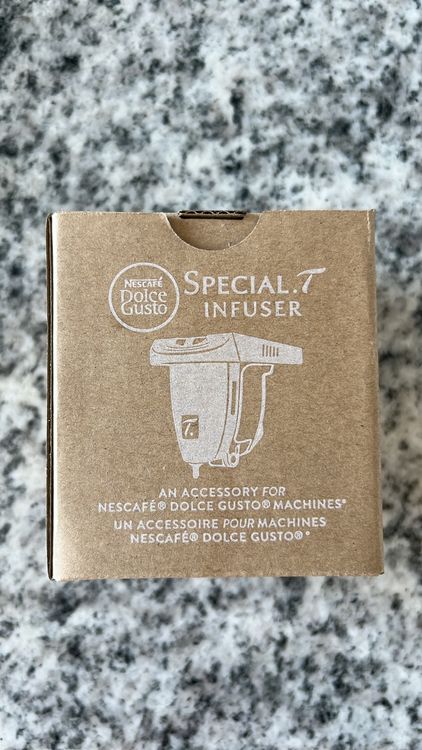 NESCAFÉ
Dolce
Gusto
SPECIAL.T
INFUSER
T.
AN ACCESSORY FOR
NESCAFÉ® DOLCE GUSTO® MACHINES*
UN ACCESSOIRE POUR MACHINES
NESCAFÉ® DOLCE GUSTO®*